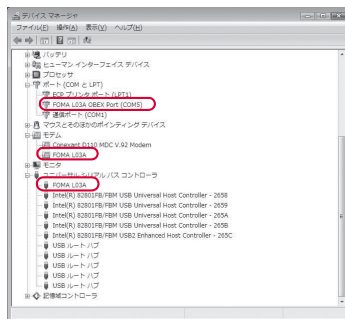 デバイス マネージャ
ファイル(F) 操作(A) 表示(V) ヘルプ(H)
バッテリ
ヒューマン インターフェイス デバイス
プロセッサ
ポート (COM と LPT)
ECP プリンタ ポート (LPT1)
FOMA L03A OBEX Port (COM5)
通信ポート (COM1)
マウスとそのほかのポインティング デバイス
モデム
Conexant D110 MDC V.92 Modem
FOMA L03A
モニタ
ユニバーサル シリアル バス コントローラ
FOMA L03A
Intel(R) 82801FB/FBM USB Universal Host Controller - 2658
Intel(R) 82801FB/FBM USB Universal Host Controller - 2659
Intel(R) 82801FB/FBM USB Universal Host Controller - 265A
Intel(R) 82801FB/FBM USB Universal Host Controller - 265B
Intel(R) 82801FB/FBM USB2 Enhanced Host Controller - 265C
USB ルート ハブ
USB ルート ハブ
USB ルート ハブ
USB ルート ハブ
USB ルート ハブ
記憶域コントローラ